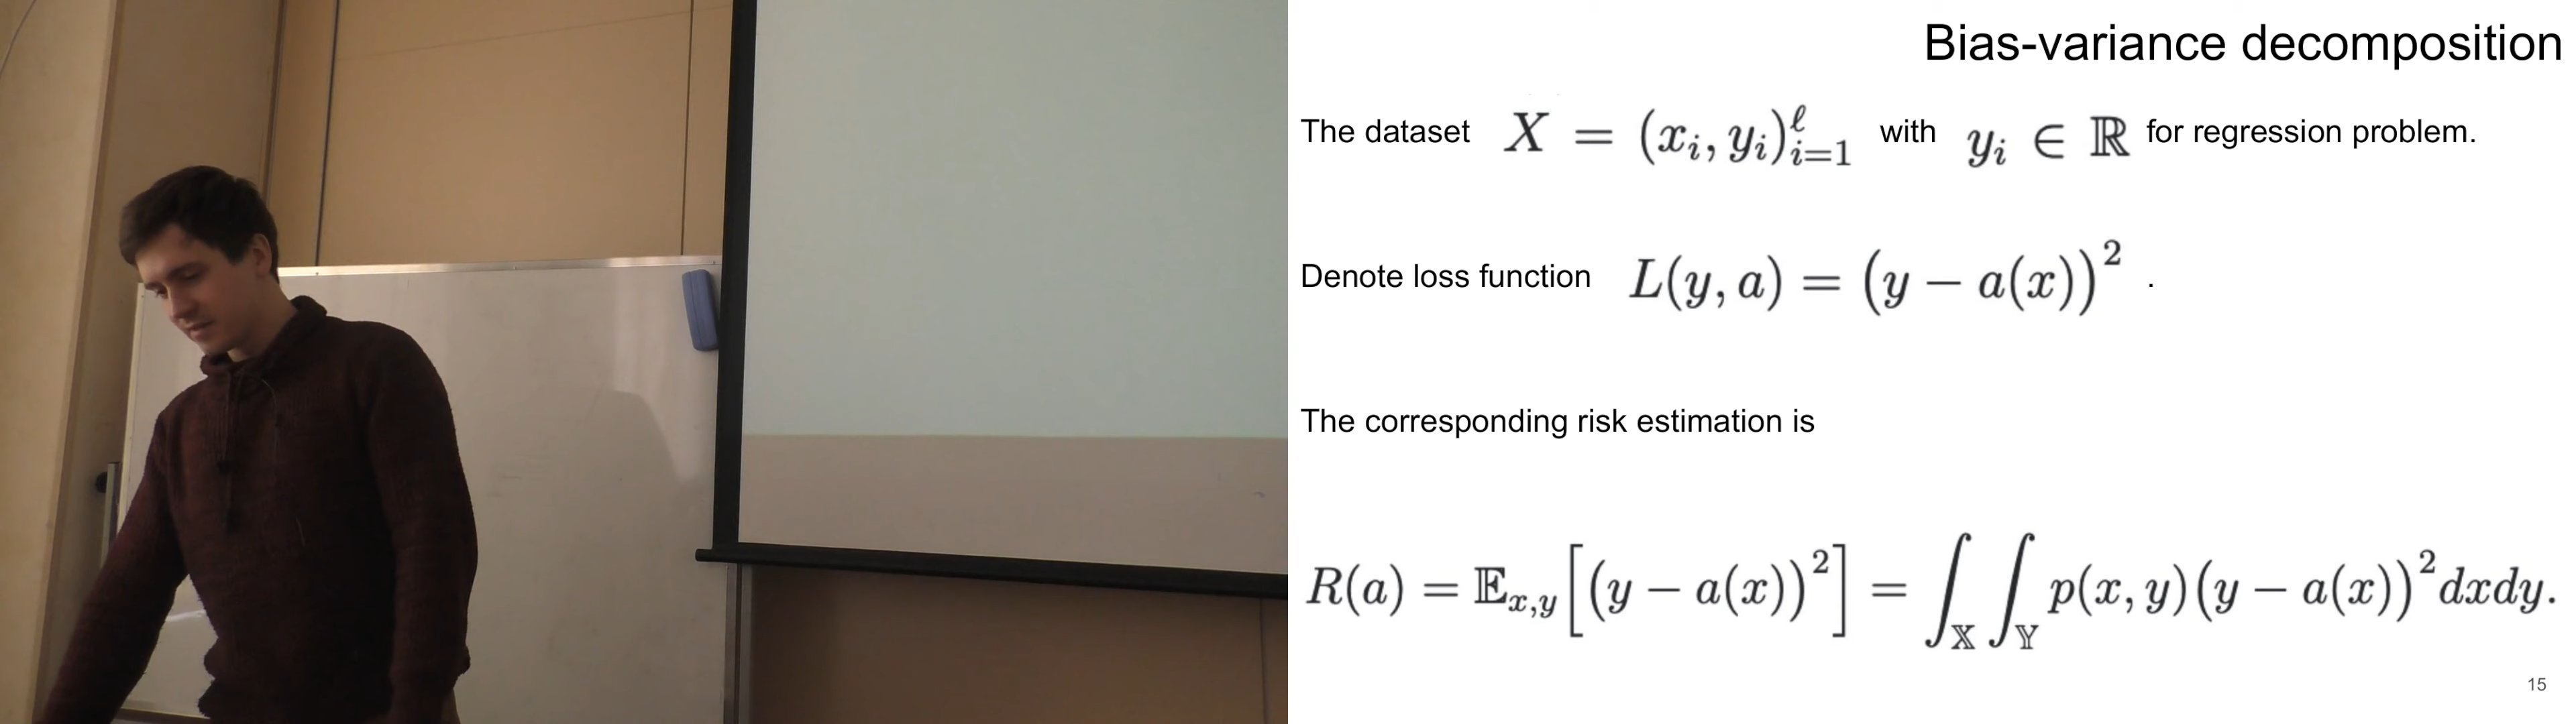 Bias-variance decomposition
The dataset X = (x_i, y_i)_{i=1}^ℓ with y_i ∈ ℝ for regression problem.
Denote loss function L(y, a) = (y − a(x))² .
The corresponding risk estimation is
R(a) = 𝔼_{x,y}[(y − a(x))²] = ∫_𝕏 ∫_𝕐 p(x, y)(y − a(x))² dxdy.
15